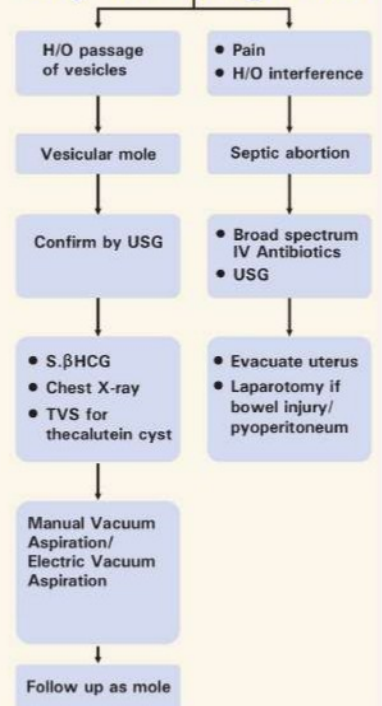 H/O passage
of vesicles
Vesicular mole
Confirm by USG
• S.βHCG
• Chest X-ray
• TVS for
thecalutein cyst
Manual Vacuum
Aspiration/
Electric Vacuum
Aspiration
Follow up as mole
• Pain
• H/O interference
Septic abortion
• Broad spectrum
IV Antibiotics
• USG
• Evacuate uterus
• Laparotomy if
bowel injury/
pyoperitoneum